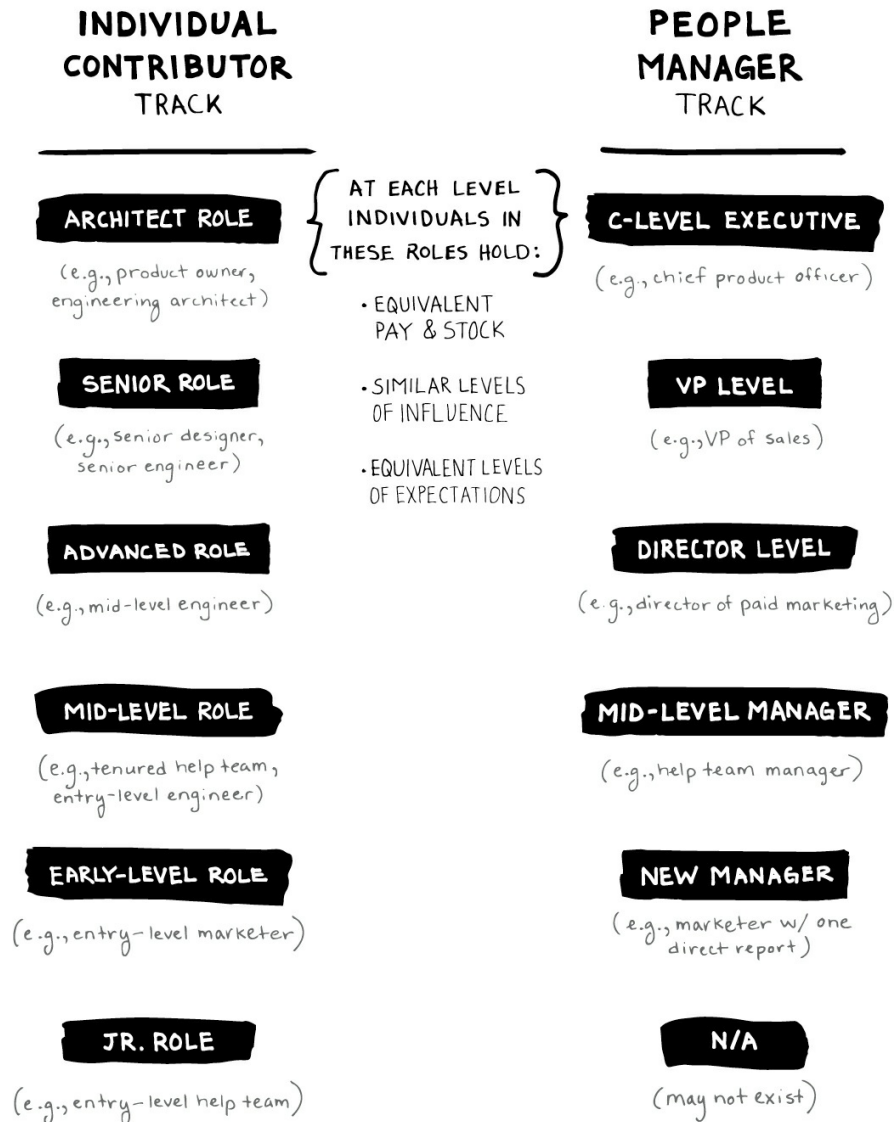 INDIVIDUAL
CONTRIBUTOR
TRACK
PEOPLE
MANAGER
TRACK
AT EACH LEVEL
INDIVIDUALS IN
THESE ROLES HOLD:
• EQUIVALENT
PAY & STOCK
• SIMILAR LEVELS
OF INFLUENCE
• EQUIVALENT LEVELS
OF EXPECTATIONS
ARCHITECT ROLE
(e.g., product owner,
engineering architect)
C-LEVEL EXECUTIVE
(e.g., chief product officer)
SENIOR ROLE
(e.g., senior designer,
senior engineer)
VP LEVEL
(e.g., VP of sales)
ADVANCED ROLE
(e.g., mid-level engineer)
DIRECTOR LEVEL
(e.g., director of paid marketing)
MID-LEVEL ROLE
(e.g., tenured help team,
entry-level engineer)
MID-LEVEL MANAGER
(e.g., help team manager)
EARLY-LEVEL ROLE
(e.g., entry-level marketer)
NEW MANAGER
(e.g., marketer w/ one
direct report)
JR. ROLE
(e.g., entry-level help team)
N/A
(may not exist)